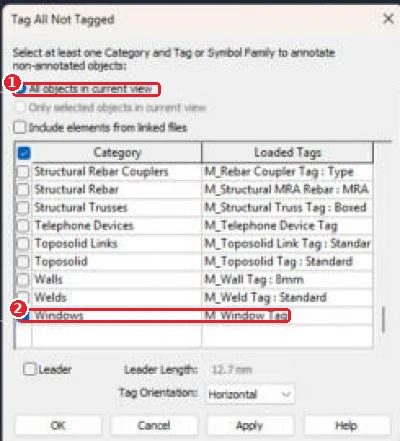 Tag All Not Tagged
Select at least one Category and Tag or Symbol Family to annotate
non-annotated objects:
1
All objects in current view
Only selected objects in current view
Include elements from linked files
Category Loaded Tags
Structural Rebar Couplers M_Rebar Coupler Tag : Type
Structural Rebar M_Structural MRA Rebar : MRA
Structural Trusses M_Structural Truss Tag : Boxed
Telephone Devices M_Telephone Device Tag
Toposolid Links M_Toposolid Link Tag : Standar
Toposolid M_Toposolid Tag : Standard
Walls M_Wall Tag : 8mm
Welds M_Weld Tag : Standard
2
Windows M_Window Tag
Leader Leader Length: 12.7 mm
Tag Orientation: Horizontal
OK Cancel Apply Help